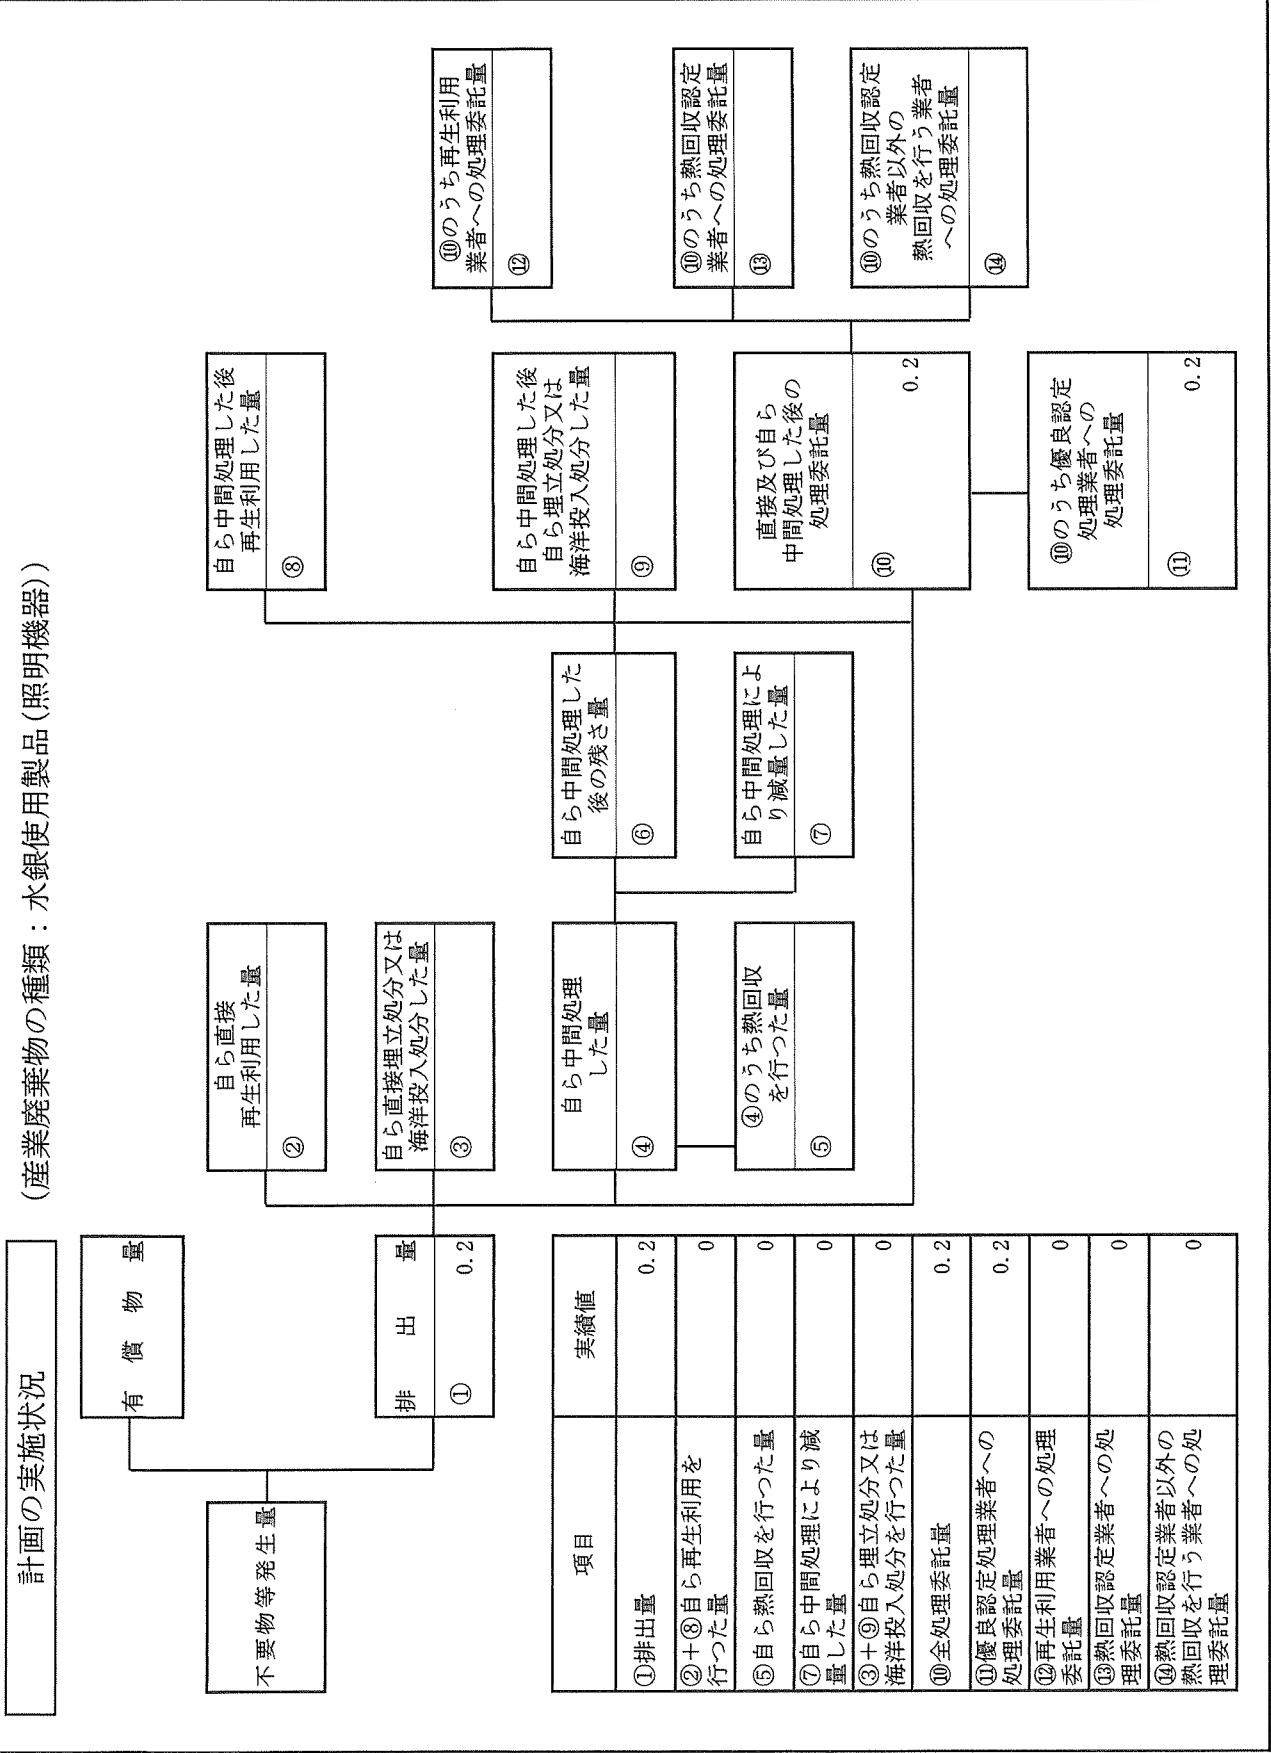 計画の実施状況
(産業廃棄物の種類：水銀使用製品(照明機器))
不要物等発生量
有償物量
排出量
① 0.2
自ら直接
再生利用した量
②
自ら直接埋立処分又は
海洋投入処分した量
③
自ら中間処理
した量
④
④のうち熱回収
を行つた量
⑤
自ら中間処理した
後の残さ量
⑥
自ら中間処理によ
り減量した量
⑦
自ら中間処理した後
再生利用した量
⑧
自ら中間処理した後
自ら埋立処分又は
海洋投入処分した量
⑨
直接及び自ら
中間処理した後の
処理委託量
⑩ 0.2
⑩のうち優良認定
処理業者への
処理委託量
⑪ 0.2
⑩のうち再生利用
業者への処理委託量
⑫
⑩のうち熱回収認定
業者への処理委託量
⑬
⑩のうち熱回収認定
業者以外の
熱回収を行う業者
への処理委託量
⑭
項目 実績値
①排出量 0.2
②＋⑧自ら再生利用を
行つた量 0
⑤自ら熱回収を行つた量 0
⑦自ら中間処理により減
量した量 0
③＋⑨自ら埋立処分又は
海洋投入処分を行つた量 0
⑩全処理委託量 0.2
⑪優良認定処理業者への
処理委託量 0.2
⑫再生利用業者への処理
委託量 0
⑬熱回収認定業者への処
理委託量 0
⑭熱回収認定業者以外の
熱回収を行う業者への処
理委託量 0